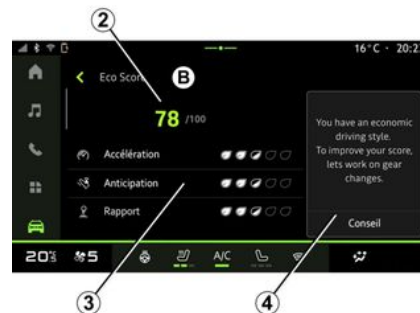 2
16°C · 20:2
Eco Score
B
78 /100
Accélération
Anticipation
Rapport
You have an economic
driving style.
To improve your score,
lets work on gear
changes.
Conseil
20⁵ 5 A/C
3
4